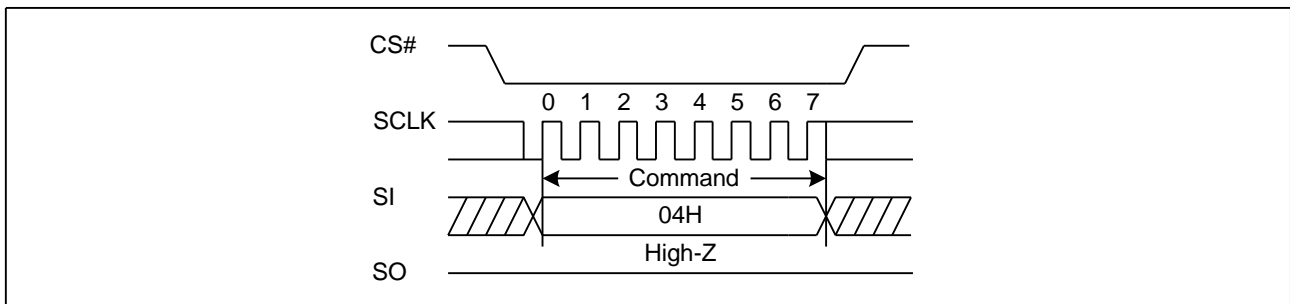 CS#
0 1 2 3 4 5 6 7
SCLK
Command
SI
04H
High-Z
SO